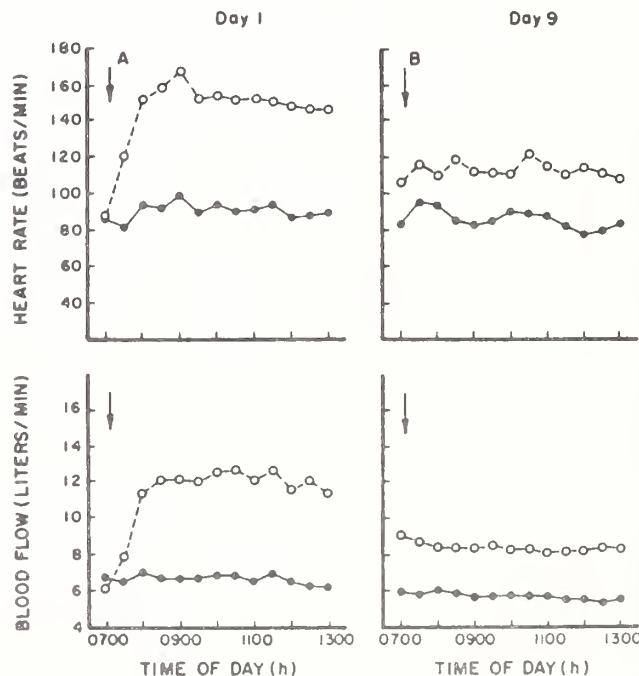 Day 1
Day 9
HEART RATE (BEATS/MIN)
180
160
140
120
100
80
60
40
A
B
BLOOD FLOW (LITERS/MIN)
16
14
12
10
8
6
4
0700 0900 1100 1300
0700 0900 1100 1300
TIME OF DAY (h)
TIME OF DAY (h)